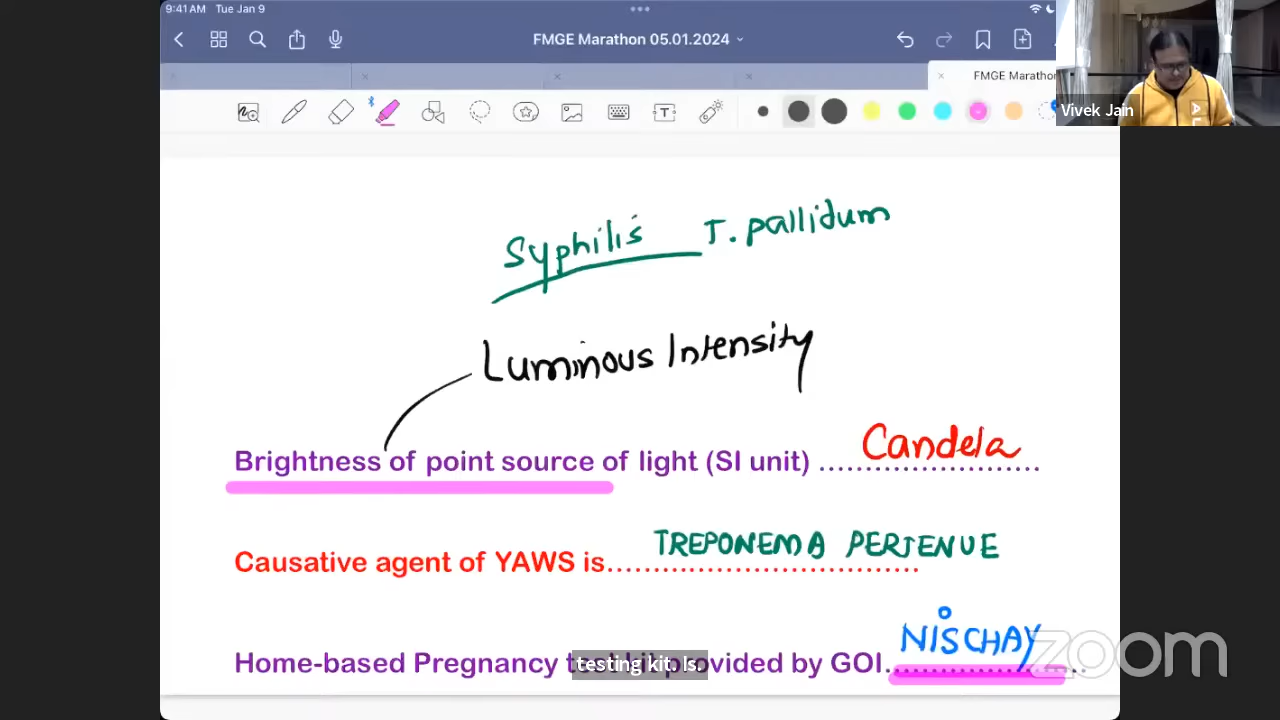 9:41 AM Tue Jan 9
FMGE Marathon 05.01.2024
FMGE Marathon
Vivek Jain
Syphilis T. pallidum
Luminous Intensity
Brightness of point source of light (SI unit) ........................ Candela
Causative agent of YAWS is.................................. TREPONEMA PERTENUE
Home-based Pregnancy test kit provided by GOI...................... NISCHAY
testing kit. Is.
zoom